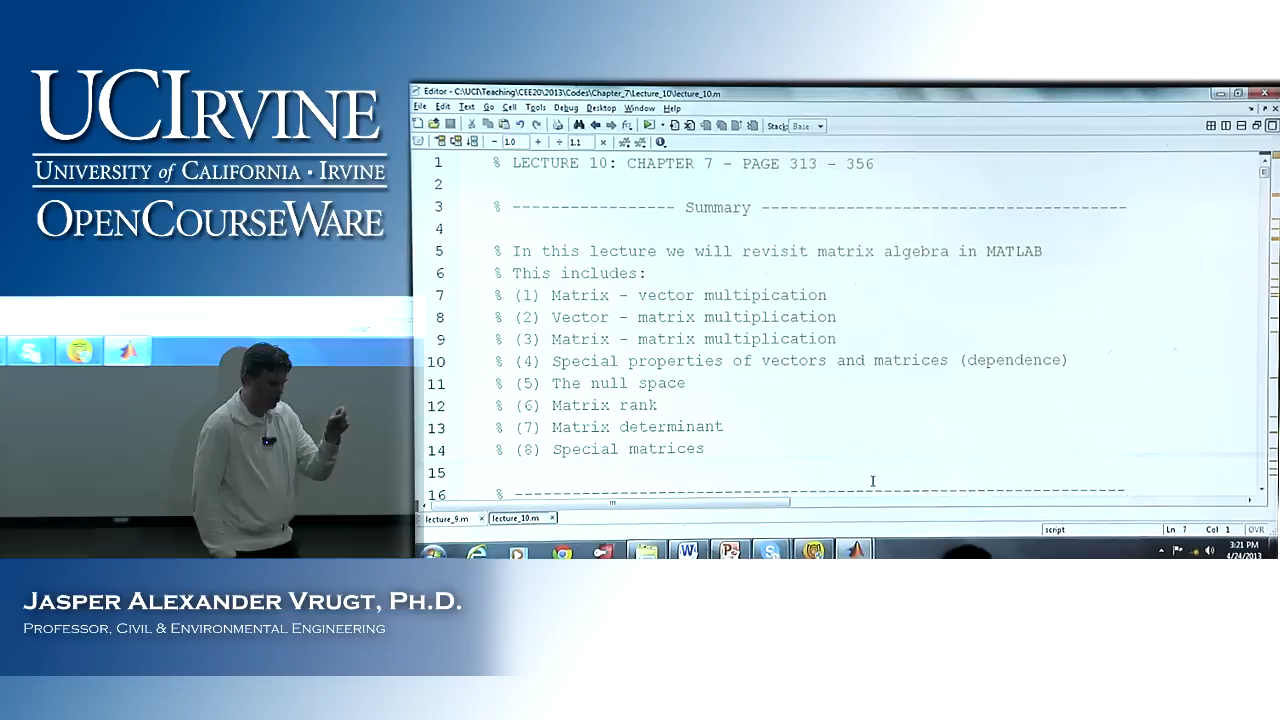 UCIRVINE
UNIVERSITY of CALIFORNIA · IRVINE
OPENCOURSEWARE
Editor - C:\UCI\Teaching\CEE20\2013\Codes\Chapter_7\Lecture_10\lecture_10.m
File Edit Text Go Cell Tools Debug Desktop Window Help
Stack: Base
- 1.0 + ÷ 1.1 ×
1 % LECTURE 10: CHAPTER 7 - PAGE 313 - 356
2
3 % ----------------- Summary --------------------------------------
4
5 % In this lecture we will revisit matrix algebra in MATLAB
6 % This includes:
7 % (1) Matrix - vector multipication
8 % (2) Vector - matrix multiplication
9 % (3) Matrix - matrix multiplication
10 % (4) Special properties of vectors and matrices (dependence)
11 % (5) The null space
12 % (6) Matrix rank
13 % (7) Matrix determinant
14 % (8) Special matrices
15
16 % ----------------------------------------------------------------
lecture_9.m × lecture_10.m ×
script Ln 7 Col 1 OVR
3:21 PM
4/24/2013
JASPER ALEXANDER VRUGT, PH.D.
PROFESSOR, CIVIL & ENVIRONMENTAL ENGINEERING